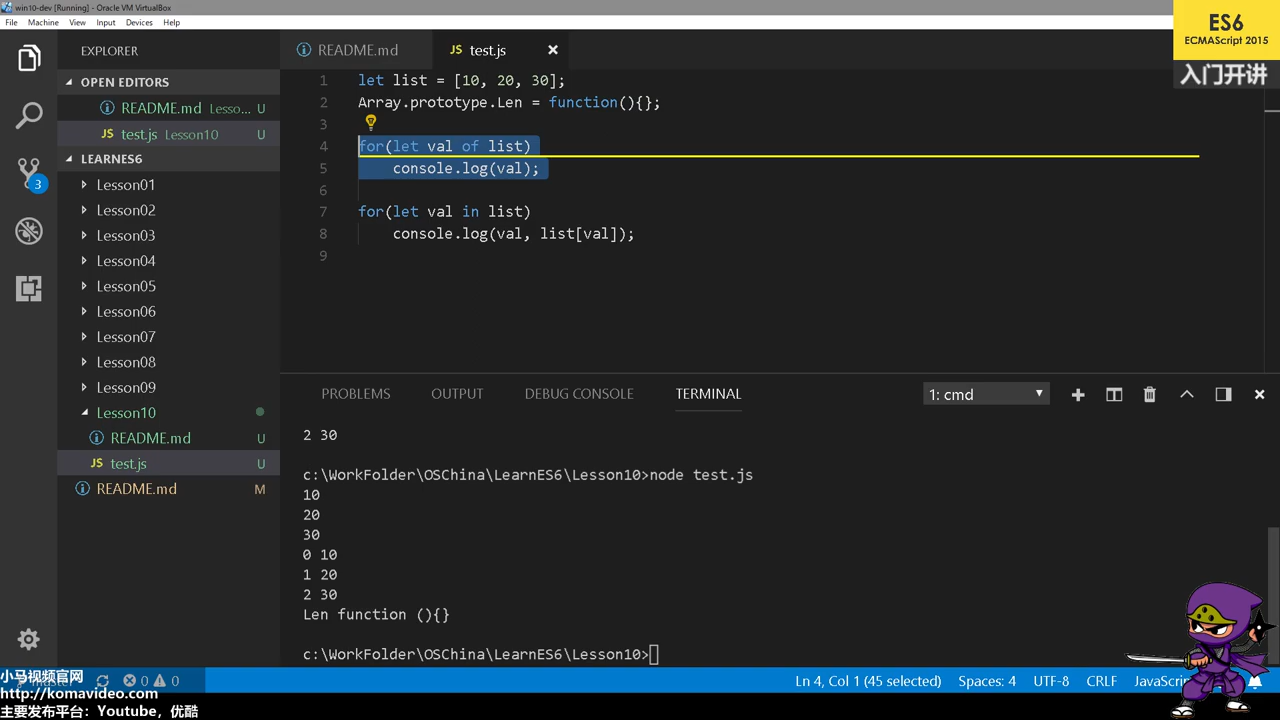 win10-dev [Running] - Oracle VM VirtualBox
File Machine View Input Devices Help
ES6
ECMAScript 2015
入门开讲
EXPLORER
OPEN EDITORS
README.md Lesso... U
JS test.js Lesson10 U
LEARNES6
Lesson01
Lesson02
Lesson03
Lesson04
Lesson05
Lesson06
Lesson07
Lesson08
Lesson09
Lesson10
README.md U
JS test.js U
README.md M
3
README.md JS test.js
1 let list = [10, 20, 30];
2 Array.prototype.Len = function(){};
3
4 for(let val of list)
5 console.log(val);
6
7 for(let val in list)
8 console.log(val, list[val]);
9
PROBLEMS OUTPUT DEBUG CONSOLE TERMINAL 1: cmd
2 30
c:\WorkFolder\OSChina\LearnES6\Lesson10>node test.js
10
20
30
0 10
1 20
2 30
Len function (){}
c:\WorkFolder\OSChina\LearnES6\Lesson10>
小马视频官网
http://komavideo.com
主要发布平台: Youtube, 优酷
0 0 Ln 4, Col 1 (45 selected) Spaces: 4 UTF-8 CRLF